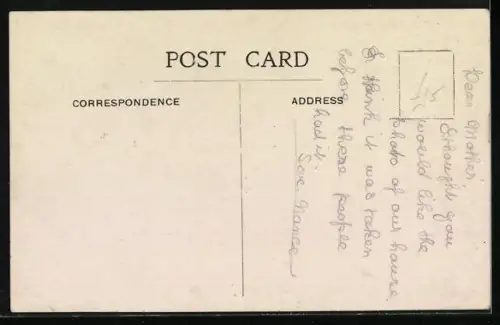 POST CARD
CORRESPONDENCE
ADDRESS
Dear Mother
thought you
would like the
photo of our house.
I think it was taken
before these people
had it.
Nance